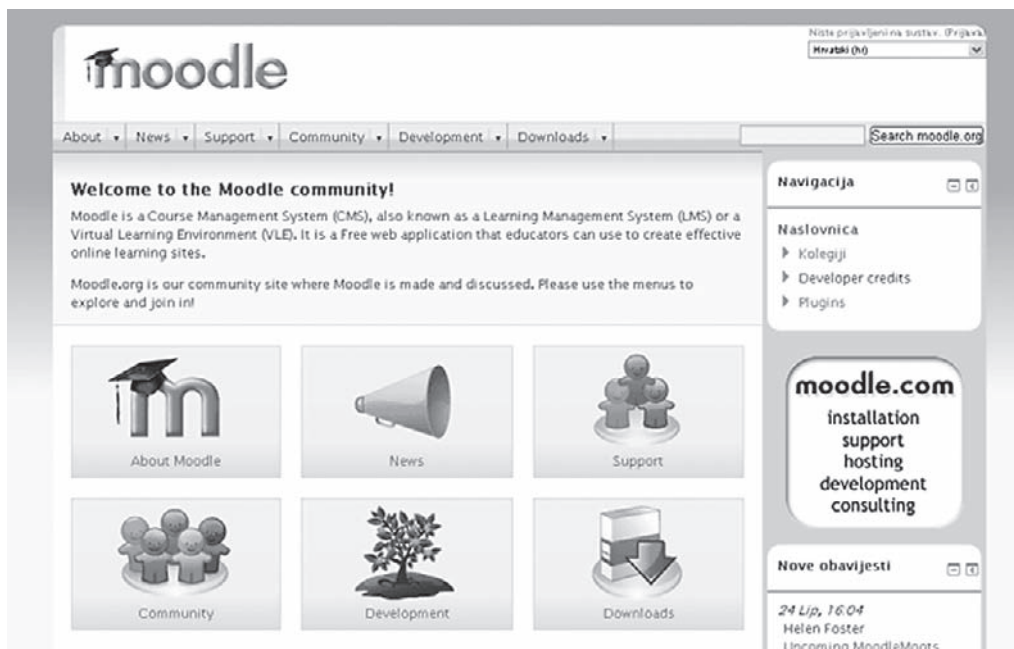 Niste prijavljeni na sustav. (Prijava)
Hrvatski (hr)
moodle
About News Support Community Development Downloads
Search moodle.org
Welcome to the Moodle community!
Moodle is a Course Management System (CMS), also known as a Learning Management System (LMS) or a
Virtual Learning Environment (VLE). It is a Free web application that educators can use to create effective
online learning sites.
Moodle.org is our community site where Moodle is made and discussed. Please use the menus to
explore and join in!
m
About Moodle
News
Support
Community
Development
Downloads
Navigacija
Naslovnica
Kolegiji
Developer credits
Plugins
moodle.com
installation
support
hosting
development
consulting
Nove obavijesti
24 Lip, 16:04
Helen Foster
Upcoming MoodleMoots